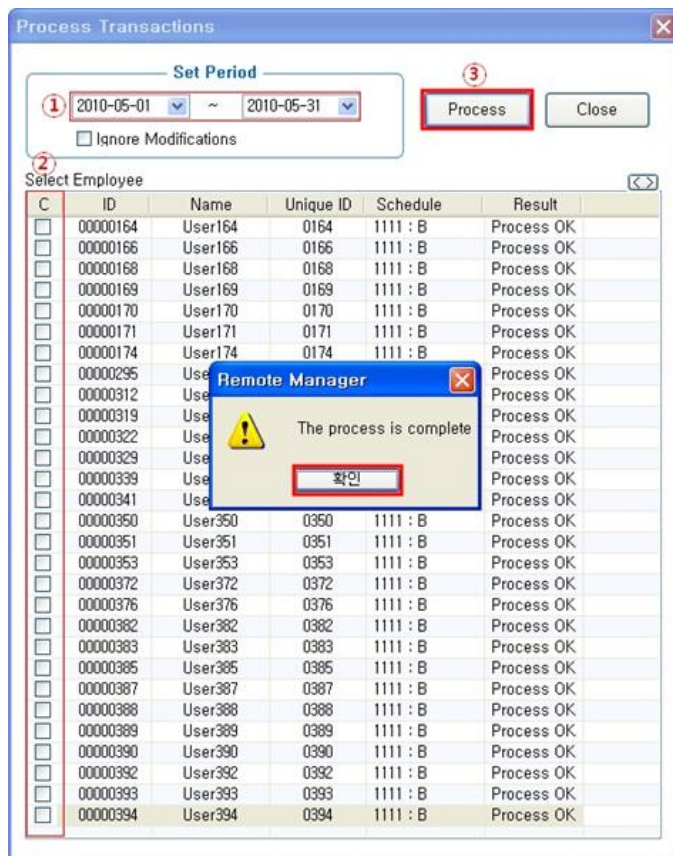 Process Transactions
Set Period
③
① 2010-05-01 ~ 2010-05-31
Process Close
Ignore Modifications
②
Select Employee <>
C ID Name Unique ID Schedule Result
00000164 User164 0164 1111 : B Process OK
00000166 User166 0166 1111 : B Process OK
00000168 User168 0168 1111 : B Process OK
00000169 User169 0169 1111 : B Process OK
00000170 User170 0170 1111 : B Process OK
00000171 User171 0171 1111 : B Process OK
00000174 User174 0174 1111 : B Process OK
00000295 Use Process OK
00000312 Use Process OK
00000319 Use Process OK
00000322 Use Process OK
00000329 Use Process OK
00000339 Use Process OK
00000341 Use Process OK
Remote Manager
The process is complete
확인
00000350 User350 0350 1111 : B Process OK
00000351 User351 0351 1111 : B Process OK
00000353 User353 0353 1111 : B Process OK
00000372 User372 0372 1111 : B Process OK
00000376 User376 0376 1111 : B Process OK
00000382 User382 0382 1111 : B Process OK
00000383 User383 0383 1111 : B Process OK
00000385 User385 0385 1111 : B Process OK
00000387 User387 0387 1111 : B Process OK
00000388 User388 0388 1111 : B Process OK
00000389 User389 0389 1111 : B Process OK
00000390 User390 0390 1111 : B Process OK
00000392 User392 0392 1111 : B Process OK
00000393 User393 0393 1111 : B Process OK
00000394 User394 0394 1111 : B Process OK